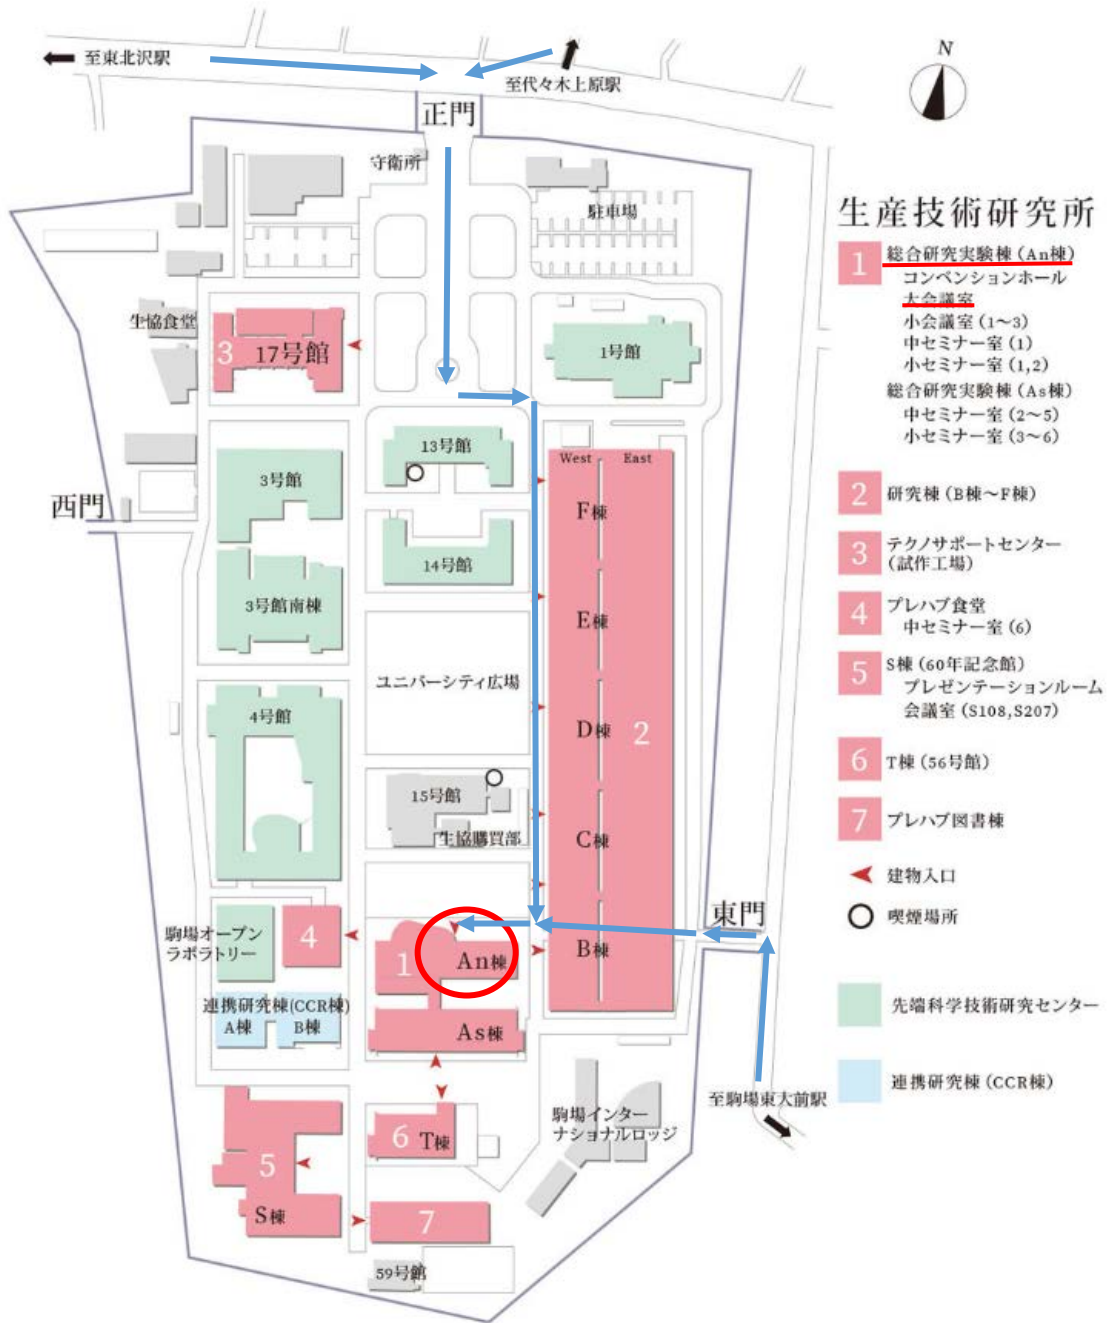 至東北沢駅
至代々木上原駅
N
正門
守衛所
駐車場
生協食堂
3
17号館
1号館
13号館
West
East
3号館
西門
F棟
14号館
3号館南棟
E棟
ユニバーシティ広場
4号館
D棟
2
15号館
生協購買部
C棟
東門
駒場オープン
ラボラトリー
4
1
An棟
B棟
連携研究棟(CCR棟)
A棟
B棟
As棟
至駒場東大前駅
駒場インター
ナショナルロッジ
6
T棟
5
S棟
7
59号館
生産技術研究所
1
総合研究実験棟(An棟)
コンベンションホール
大会議室
小会議室(1〜3)
中セミナー室(1)
小セミナー室(1,2)
総合研究実験棟(As棟)
中セミナー室(2〜5)
小セミナー室(3〜6)
2
研究棟(B棟〜F棟)
3
テクノサポートセンター
(試作工場)
4
プレハブ食堂
中セミナー室(6)
5
S棟(60年記念館)
プレゼンテーションルーム
会議室(S108,S207)
6
T棟(56号館)
7
プレハブ図書棟
建物入口
喫煙場所
先端科学技術研究センター
連携研究棟(CCR棟)